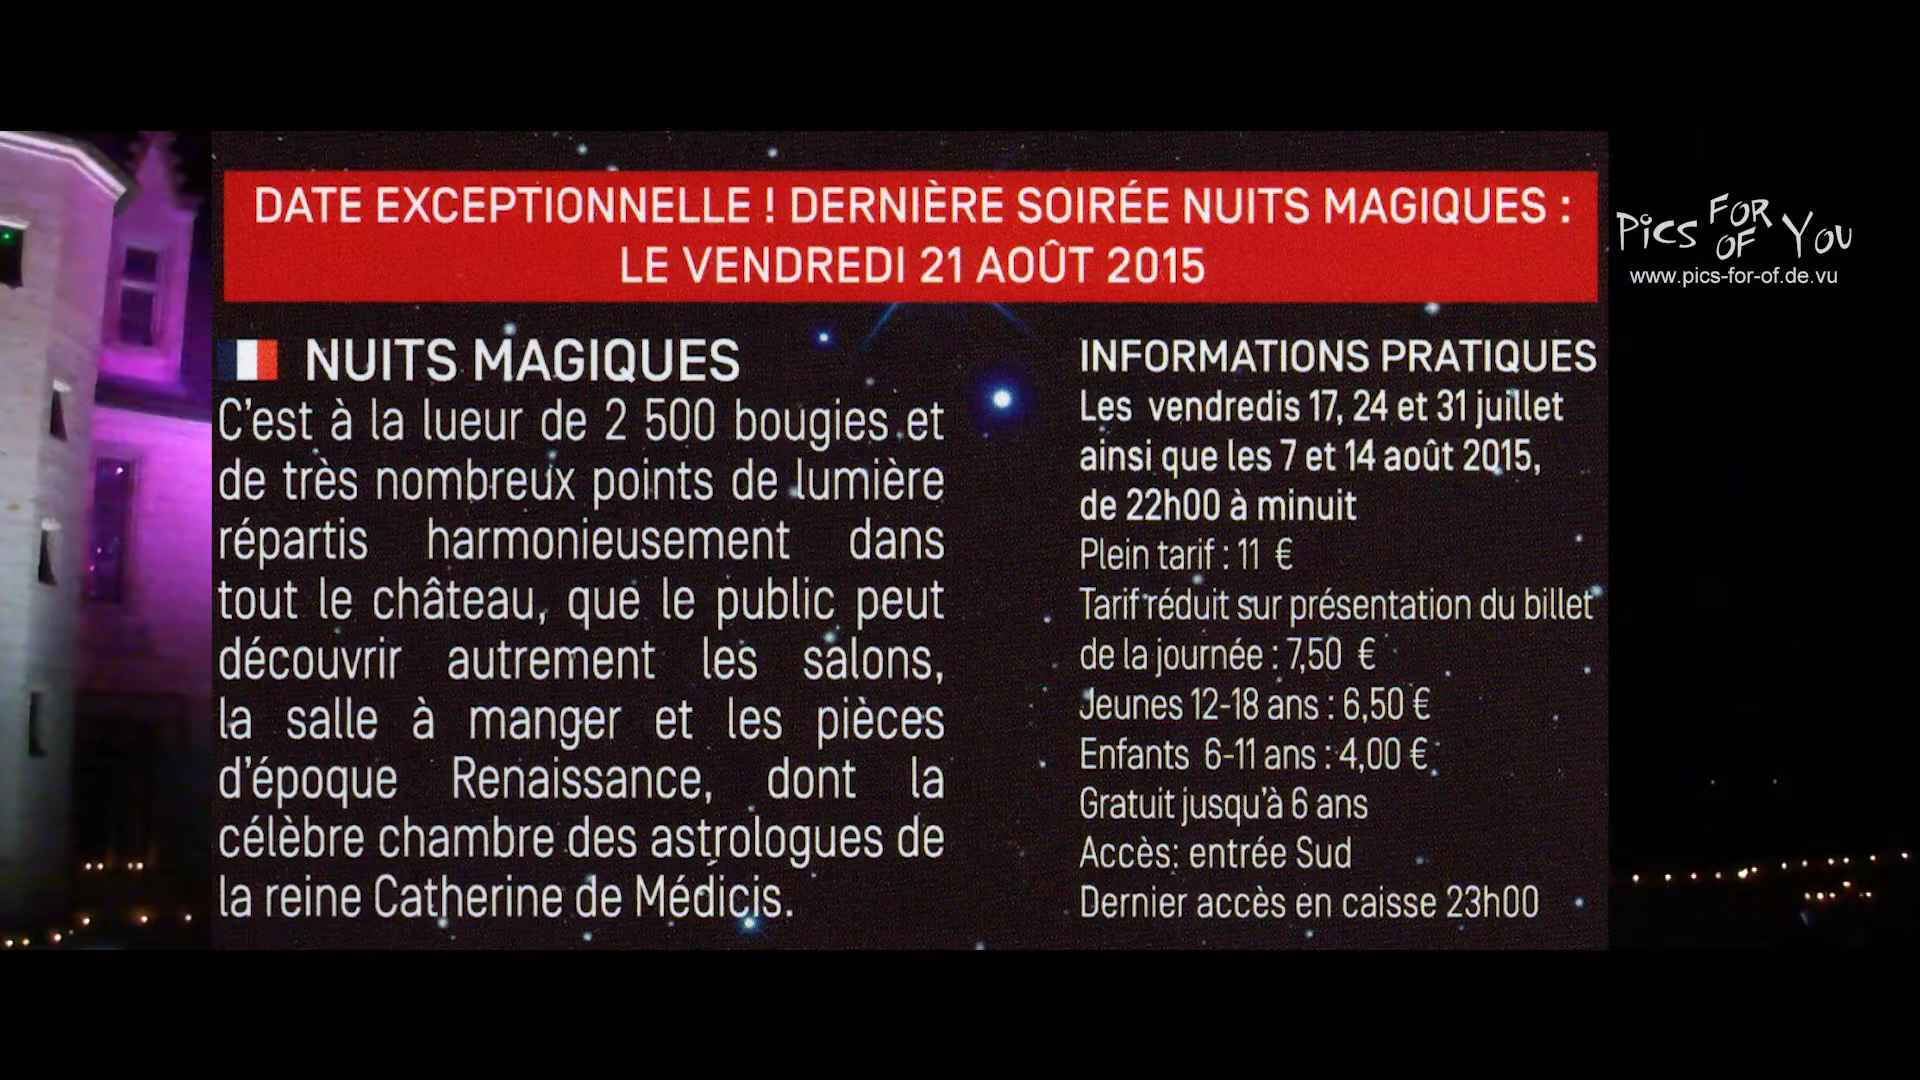 DATE EXCEPTIONNELLE ! DERNIÈRE SOIRÉE NUITS MAGIQUES :
LE VENDREDI 21 AOÛT 2015
NUITS MAGIQUES
C'est à la lueur de 2 500 bougies et
de très nombreux points de lumière
répartis harmonieusement dans
tout le château, que le public peut
découvrir autrement les salons,
la salle à manger et les pièces
d'époque Renaissance, dont la
célèbre chambre des astrologues de
la reine Catherine de Médicis.
INFORMATIONS PRATIQUES
Les vendredis 17, 24 et 31 juillet
ainsi que les 7 et 14 août 2015,
de 22h00 à minuit
Plein tarif : 11 €
Tarif réduit sur présentation du billet
de la journée : 7,50 €
Jeunes 12-18 ans : 6,50 €
Enfants 6-11 ans : 4,00 €
Gratuit jusqu'à 6 ans
Accès: entrée Sud
Dernier accès en caisse 23h00
Pics FOR OF You
www.pics-for-of.de.vu